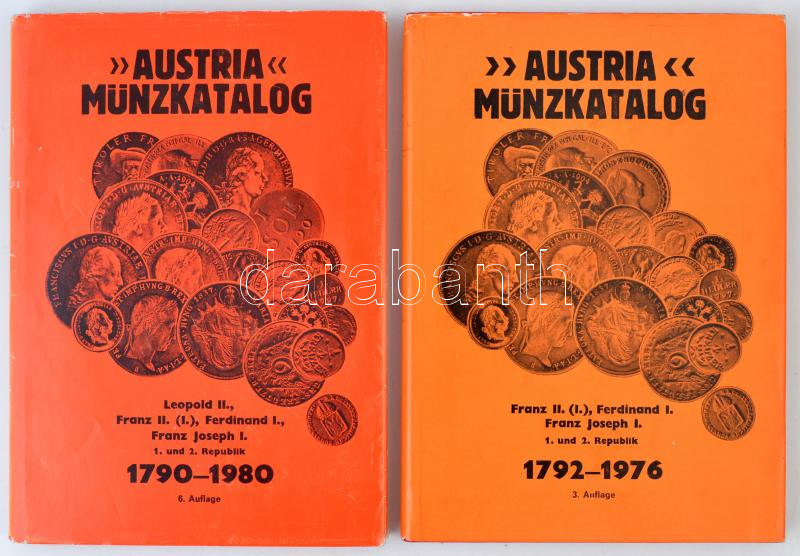 »AUSTRIA«
MÜNZKATALOG
Leopold II.,
Franz II. (I.), Ferdinand I.,
Franz Joseph I.
1. und 2. Republik
1790–1980
6. Auflage
»AUSTRIA«
MÜNZKATALOG
Franz II. (I.), Ferdinand I.
Franz Joseph I.
1. und 2. Republik
1792–1976
3. Auflage
darabanth